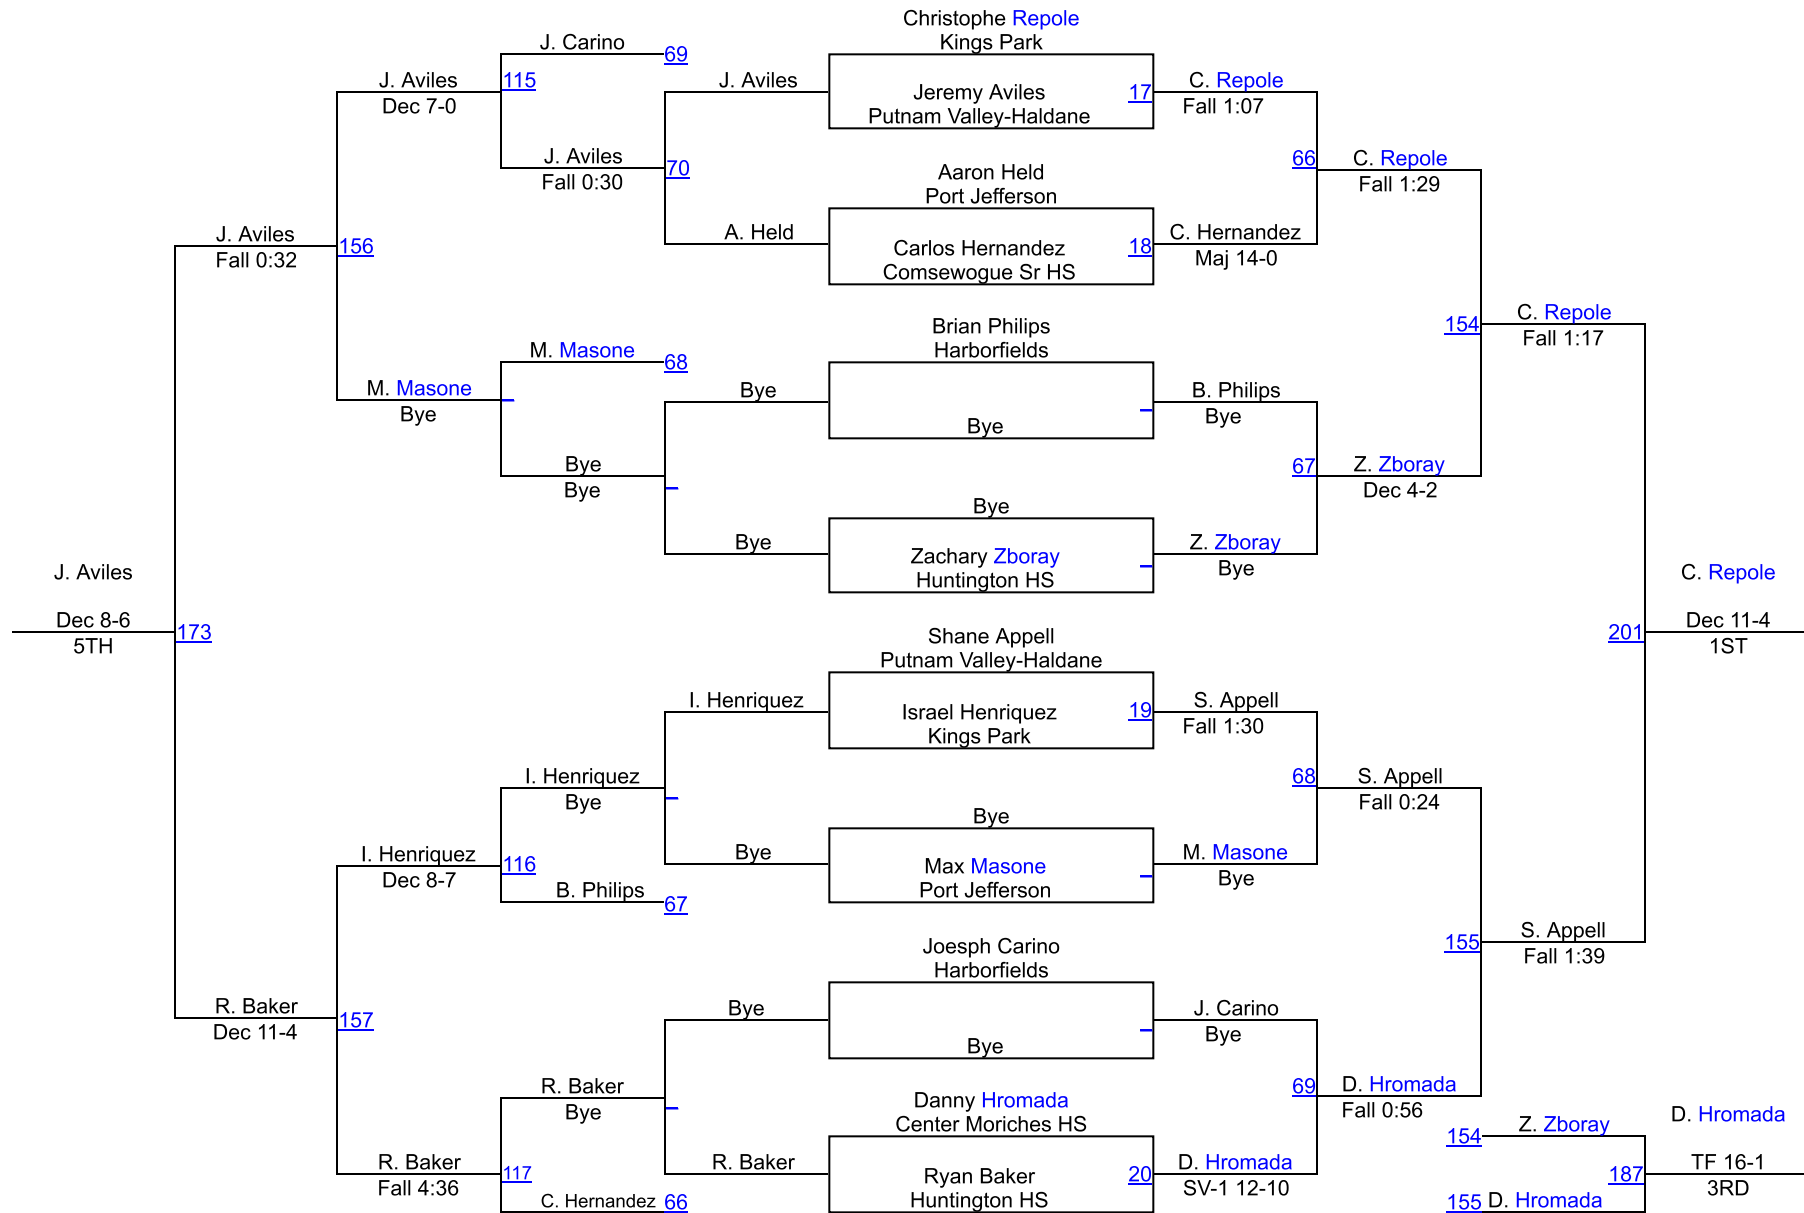 Christophe Repole
Kings Park
J. Carino
69
J. Aviles
115
J. Aviles
Jeremy Aviles
17
C. Repole
Dec 7-0
Putnam Valley-Haldane
Fall 1:07
J. Aviles
70
Fall 0:30
66
C. Repole
Fall 1:29
Aaron Held
Port Jefferson
J. Aviles
156
Fall 0:32
A. Held
Carlos Hernandez
18
C. Hernandez
Comsewogue Sr HS
Maj 14-0
Brian Philips
Harborfields
154
C. Repole
Fall 1:17
M. Masone
68
M. Masone
Bye
Bye
Bye
B. Philips
Bye
Bye
Bye
67
Z. Zboray
Dec 4-2
Bye
Bye
Zachary Zboray
Huntington HS
Z. Zboray
Bye
J. Aviles
Dec 8-6
5TH
173
C. Repole
201
Dec 11-4
1ST
Shane Appell
Putnam Valley-Haldane
I. Henriquez
Israel Henriquez
19
Kings Park
S. Appell
Fall 1:30
I. Henriquez
Bye
68
S. Appell
Fall 0:24
Bye
I. Henriquez
116
Dec 8-7
Bye
Max Masone
Port Jefferson
M. Masone
Bye
B. Philips
67
Joesph Carino
Harborfields
155
S. Appell
Fall 1:39
R. Baker
157
Dec 11-4
Bye
Bye
J. Carino
Bye
R. Baker
Bye
Danny Hromada
Center Moriches HS
69
D. Hromada
Fall 0:56
154
Z. Zboray
D. Hromada
R. Baker
117
Fall 4:36
R. Baker
Ryan Baker
20
Huntington HS
D. Hromada
SV-1 12-10
187
TF 16-1
3RD
C. Hernandez
66
155
D. Hromada